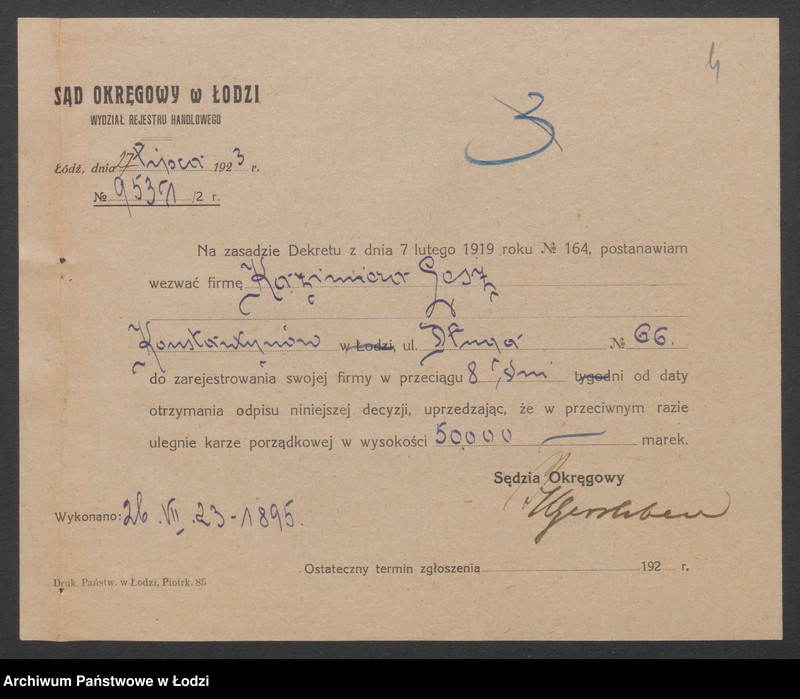 4
3
SĄD OKRĘGOWY w ŁODZI
WYDZIAŁ REJESTRU HANDLOWEGO
Łódź, dnia 27 lipca 1923 r.
№ 9531/2 r.
Na zasadzie Dekretu z dnia 7 lutego 1919 roku № 164, postanawiam
wezwać firmę Kazimiera Gesz
Konstantynów w Łodzi, ul. Długa № 66.
do zarejestrowania swojej firmy w przeciągu 8 dni tygodni od daty
otrzymania odpisu niniejszej decyzji, uprzedzając, że w przeciwnym razie
ulegnie karze porządkowej w wysokości 50000 — marek.
Sędzia Okręgowy
Wykonano: 26.VII.23-1895.
Ostateczny termin zgłoszenia 192 r.
Druk. Państw. w Łodzi, Piotrk. 85
Archiwum Państwowe w Łodzi